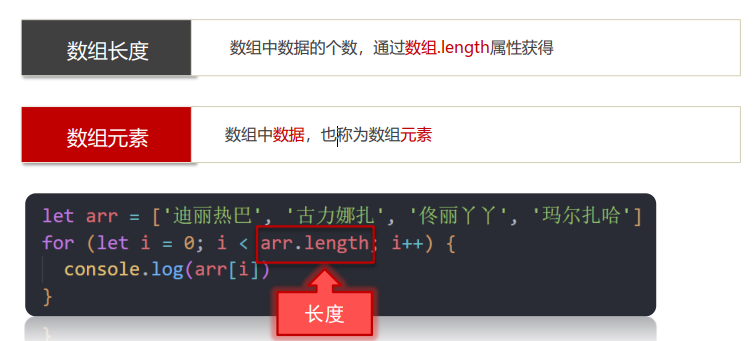 数组长度
数组中数据的个数，通过数组.length属性获得
数组元素
数组中数据，也称为数组元素
let arr = ['迪丽热巴', '古力娜扎', '佟丽丫丫', '玛尔扎哈']
for (let i = 0; i < arr.length; i++) {
console.log(arr[i])
}
长度